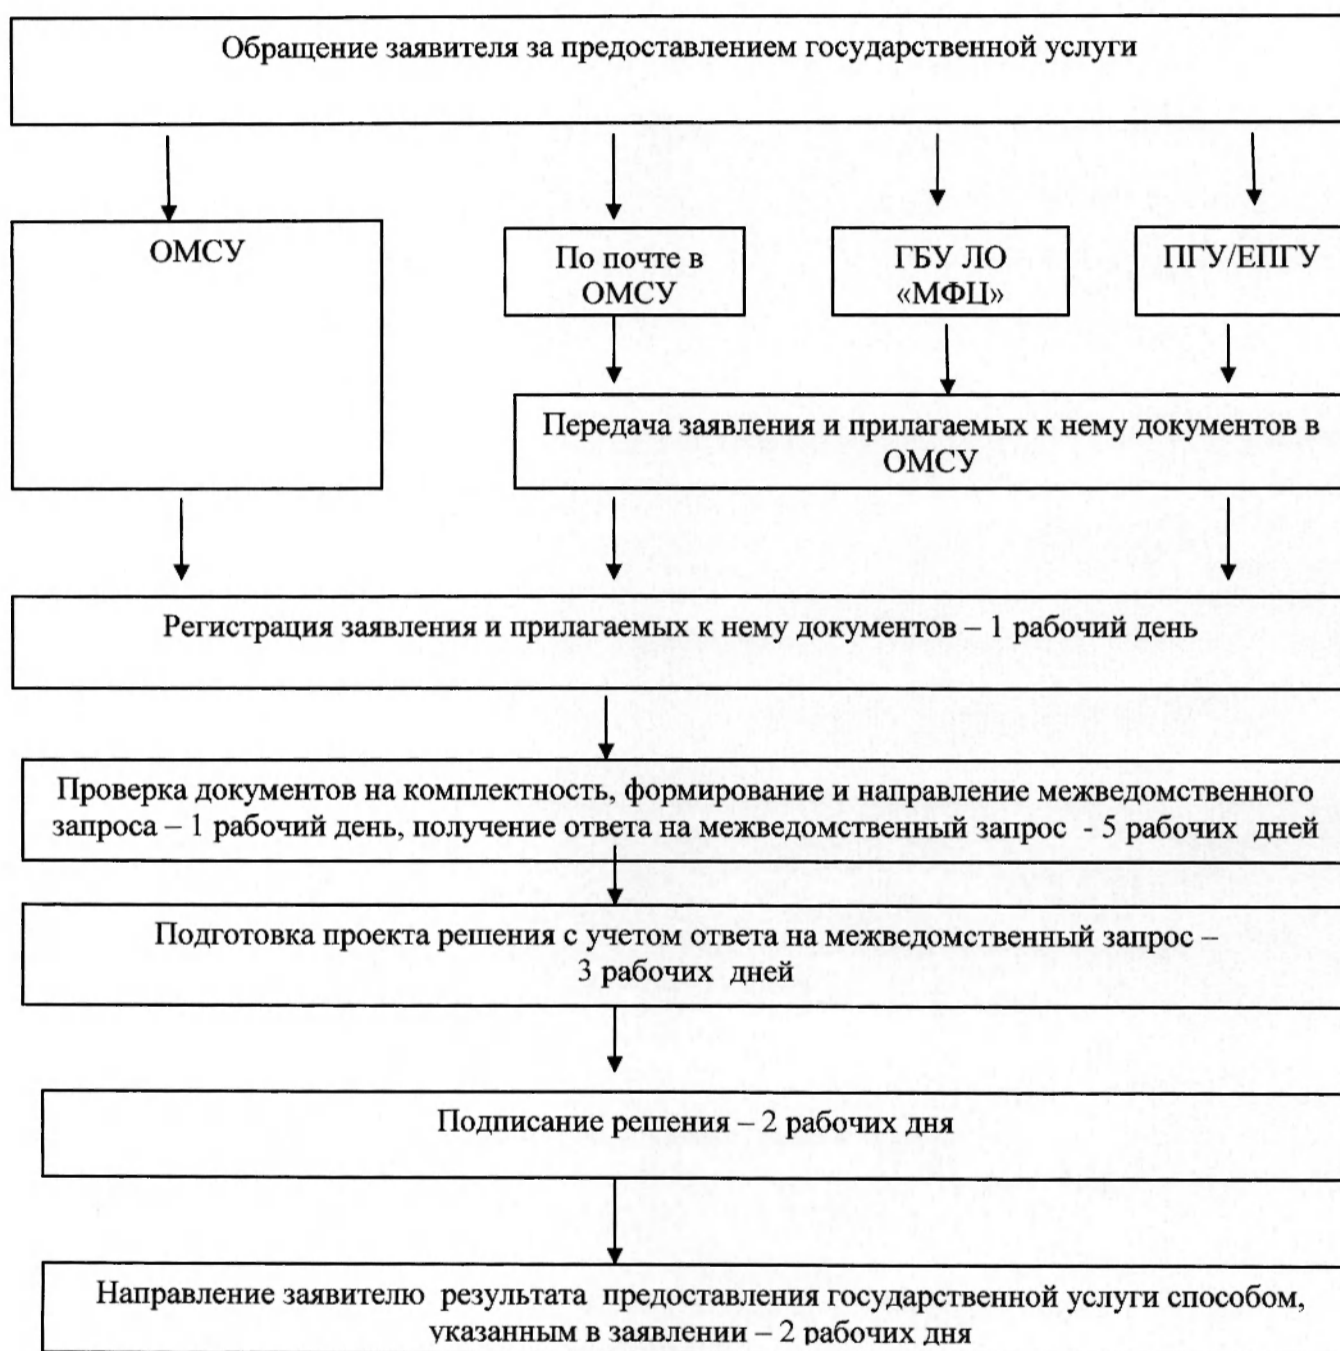 Обращение заявителя за предоставлением государственной услуги
ОМСУ
По почте в
ОМСУ
ГБУ ЛО
«МФЦ»
ПГУ/ЕПГУ
Передача заявления и прилагаемых к нему документов в
ОМСУ
Регистрация заявления и прилагаемых к нему документов – 1 рабочий день
Проверка документов на комплектность, формирование и направление межведомственного
запроса – 1 рабочий день, получение ответа на межведомственный запрос - 5 рабочих дней
Подготовка проекта решения с учетом ответа на межведомственный запрос –
3 рабочих дней
Подписание решения – 2 рабочих дня
Направление заявителю результата предоставления государственной услуги способом,
указанным в заявлении – 2 рабочих дня